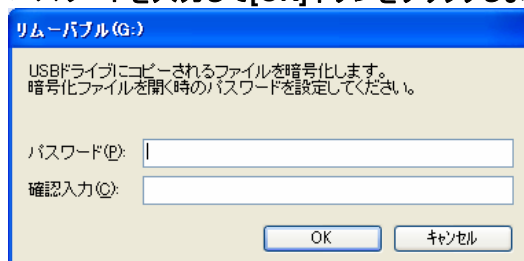 リムーバブル(G:)
USBドライブにコピーされるファイルを暗号化します。
暗号化ファイルを開く時のパスワードを設定してください。
パスワード(P):
確認入力(C):
OK キャンセル